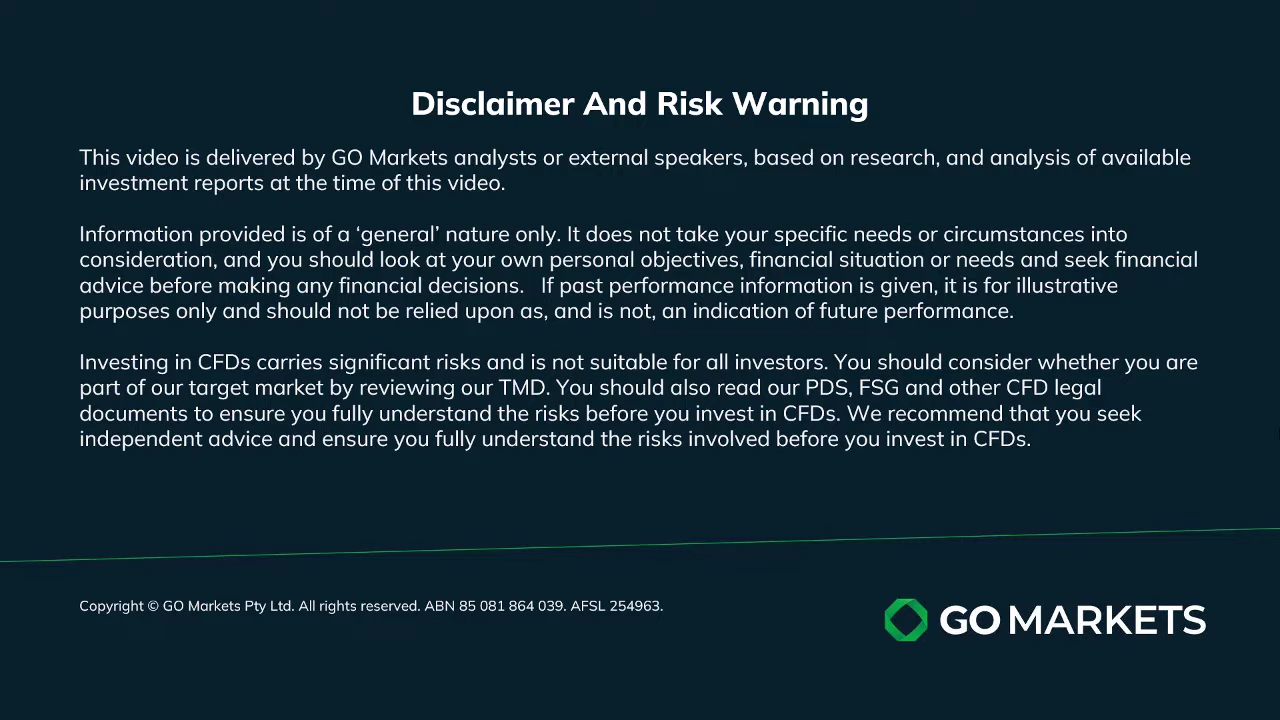 Disclaimer And Risk Warning
This video is delivered by GO Markets analysts or external speakers, based on research, and analysis of available
investment reports at the time of this video.
Information provided is of a ‘general’ nature only. It does not take your specific needs or circumstances into
consideration, and you should look at your own personal objectives, financial situation or needs and seek financial
advice before making any financial decisions.   If past performance information is given, it is for illustrative
purposes only and should not be relied upon as, and is not, an indication of future performance.
Investing in CFDs carries significant risks and is not suitable for all investors. You should consider whether you are
part of our target market by reviewing our TMD. You should also read our PDS, FSG and other CFD legal
documents to ensure you fully understand the risks before you invest in CFDs. We recommend that you seek
independent advice and ensure you fully understand the risks involved before you invest in CFDs.
Copyright © GO Markets Pty Ltd. All rights reserved. ABN 85 081 864 039. AFSL 254963.
GO MARKETS